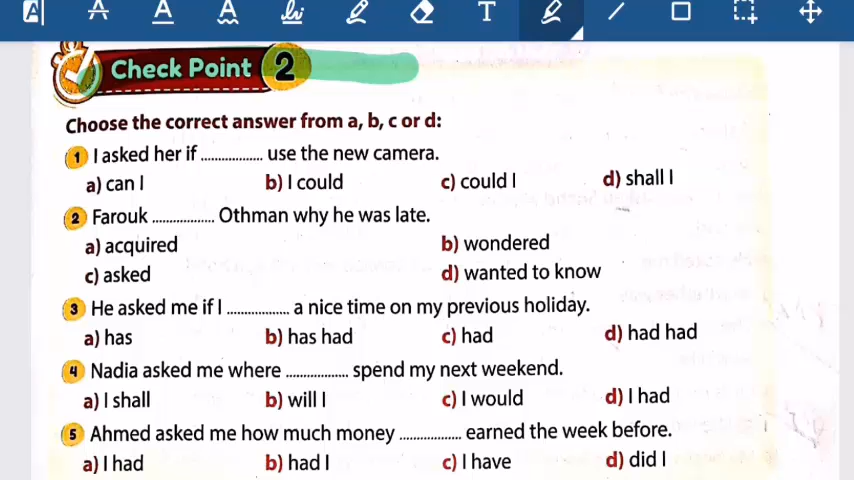 Check Point 2
Choose the correct answer from a, b, c or d:
1 I asked her if .................. use the new camera.
a) can I b) I could c) could I d) shall I
2 Farouk .................. Othman why he was late.
a) acquired b) wondered
c) asked d) wanted to know
3 He asked me if I .................. a nice time on my previous holiday.
a) has b) has had c) had d) had had
4 Nadia asked me where .................. spend my next weekend.
a) I shall b) will I c) I would d) I had
5 Ahmed asked me how much money .................. earned the week before.
a) I had b) had I c) I have d) did I